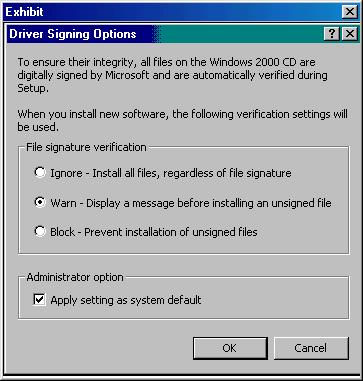 Exhibit
Driver Signing Options
To ensure their integrity, all files on the Windows 2000 CD are
digitally signed by Microsoft and are automatically verified during
Setup.
When you install new software, the following verification settings will
be used.
File signature verification
Ignore - Install all files, regardless of file signature
Warn - Display a message before installing an unsigned file
Block - Prevent installation of unsigned files
Administrator option
Apply setting as system default
OK
Cancel